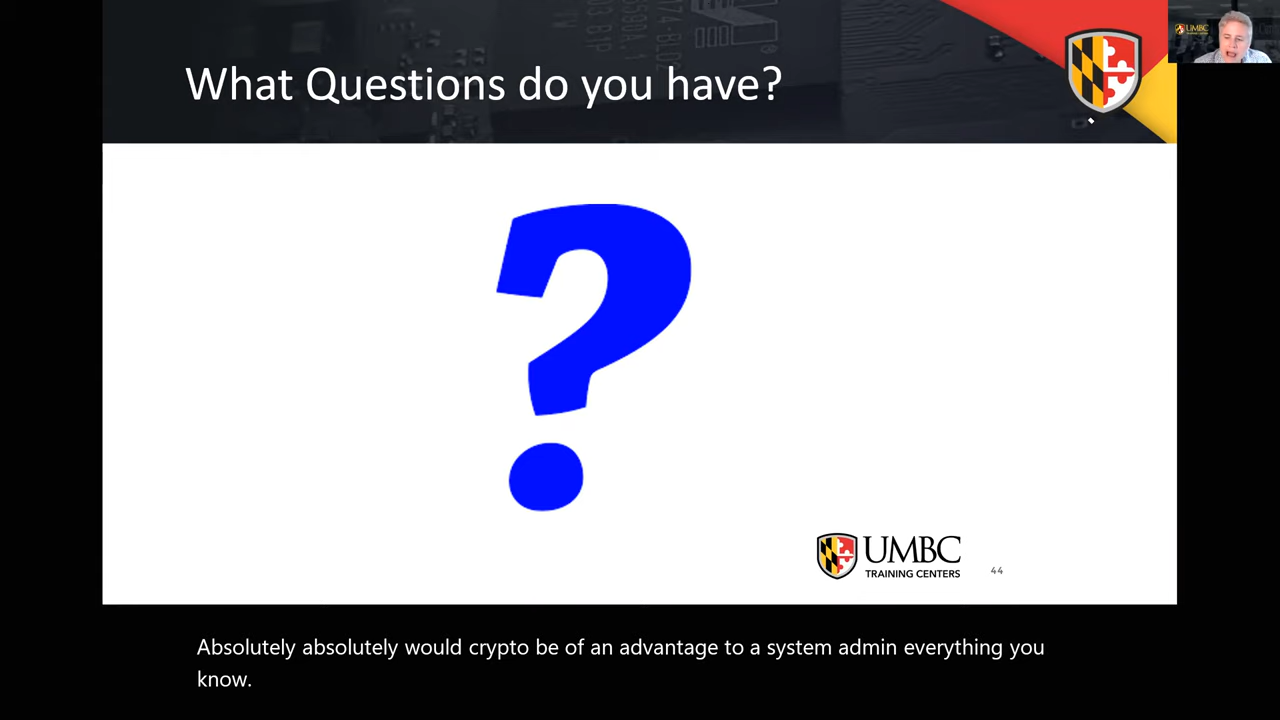 What Questions do you have?
UMBC
?
UMBC
TRAINING CENTERS
44
Absolutely absolutely would crypto be of an advantage to a system admin everything you
know.